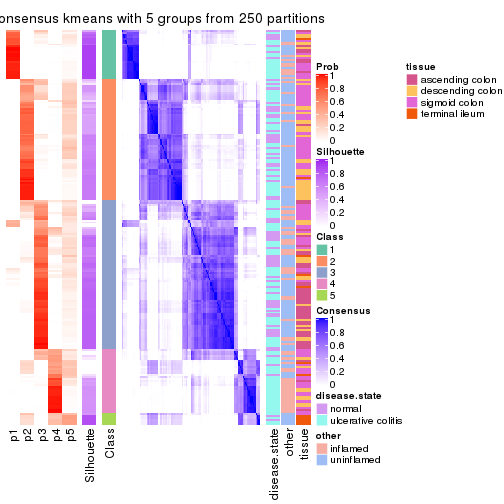 onsensus kmeans with 5 groups from 250 partitions
Prob
1
0.8
0.6
0.4
0.2
0
Silhouette
1
0.8
0.6
0.4
0.2
0
Class
1
2
3
4
5
Consensus
1
0.8
0.6
0.4
0.2
0
disease.state
normal
ulcerative colitis
other
inflamed
uninflamed
tissue
ascending colon
descending colon
sigmoid colon
terminal ileum
p1
p2
p3
p4
p5
Silhouette
Class
disease.state
other
tissue